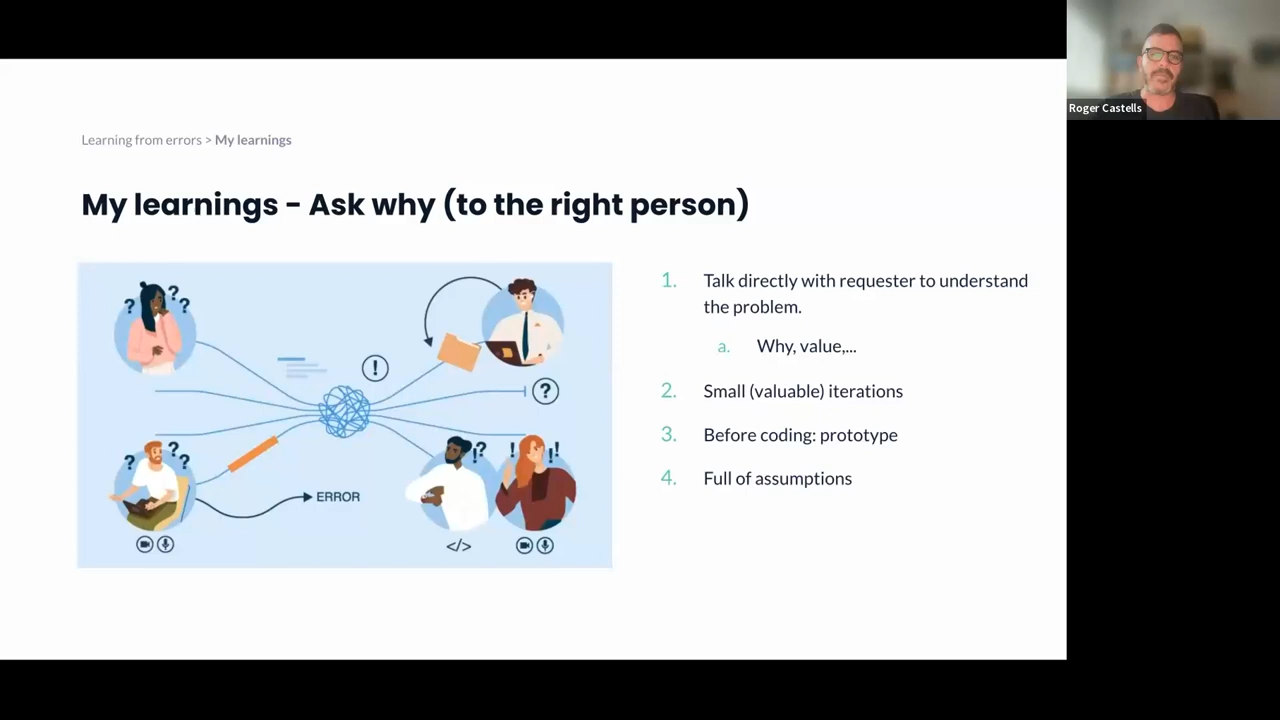 Roger Castells
Learning from errors > My learnings
My learnings - Ask why (to the right person)
? ? ?
!
?
? ? ?
ERROR
!?
! !!
</>
1. Talk directly with requester to understand
the problem.
a. Why, value,...
2. Small (valuable) iterations
3. Before coding: prototype
4. Full of assumptions